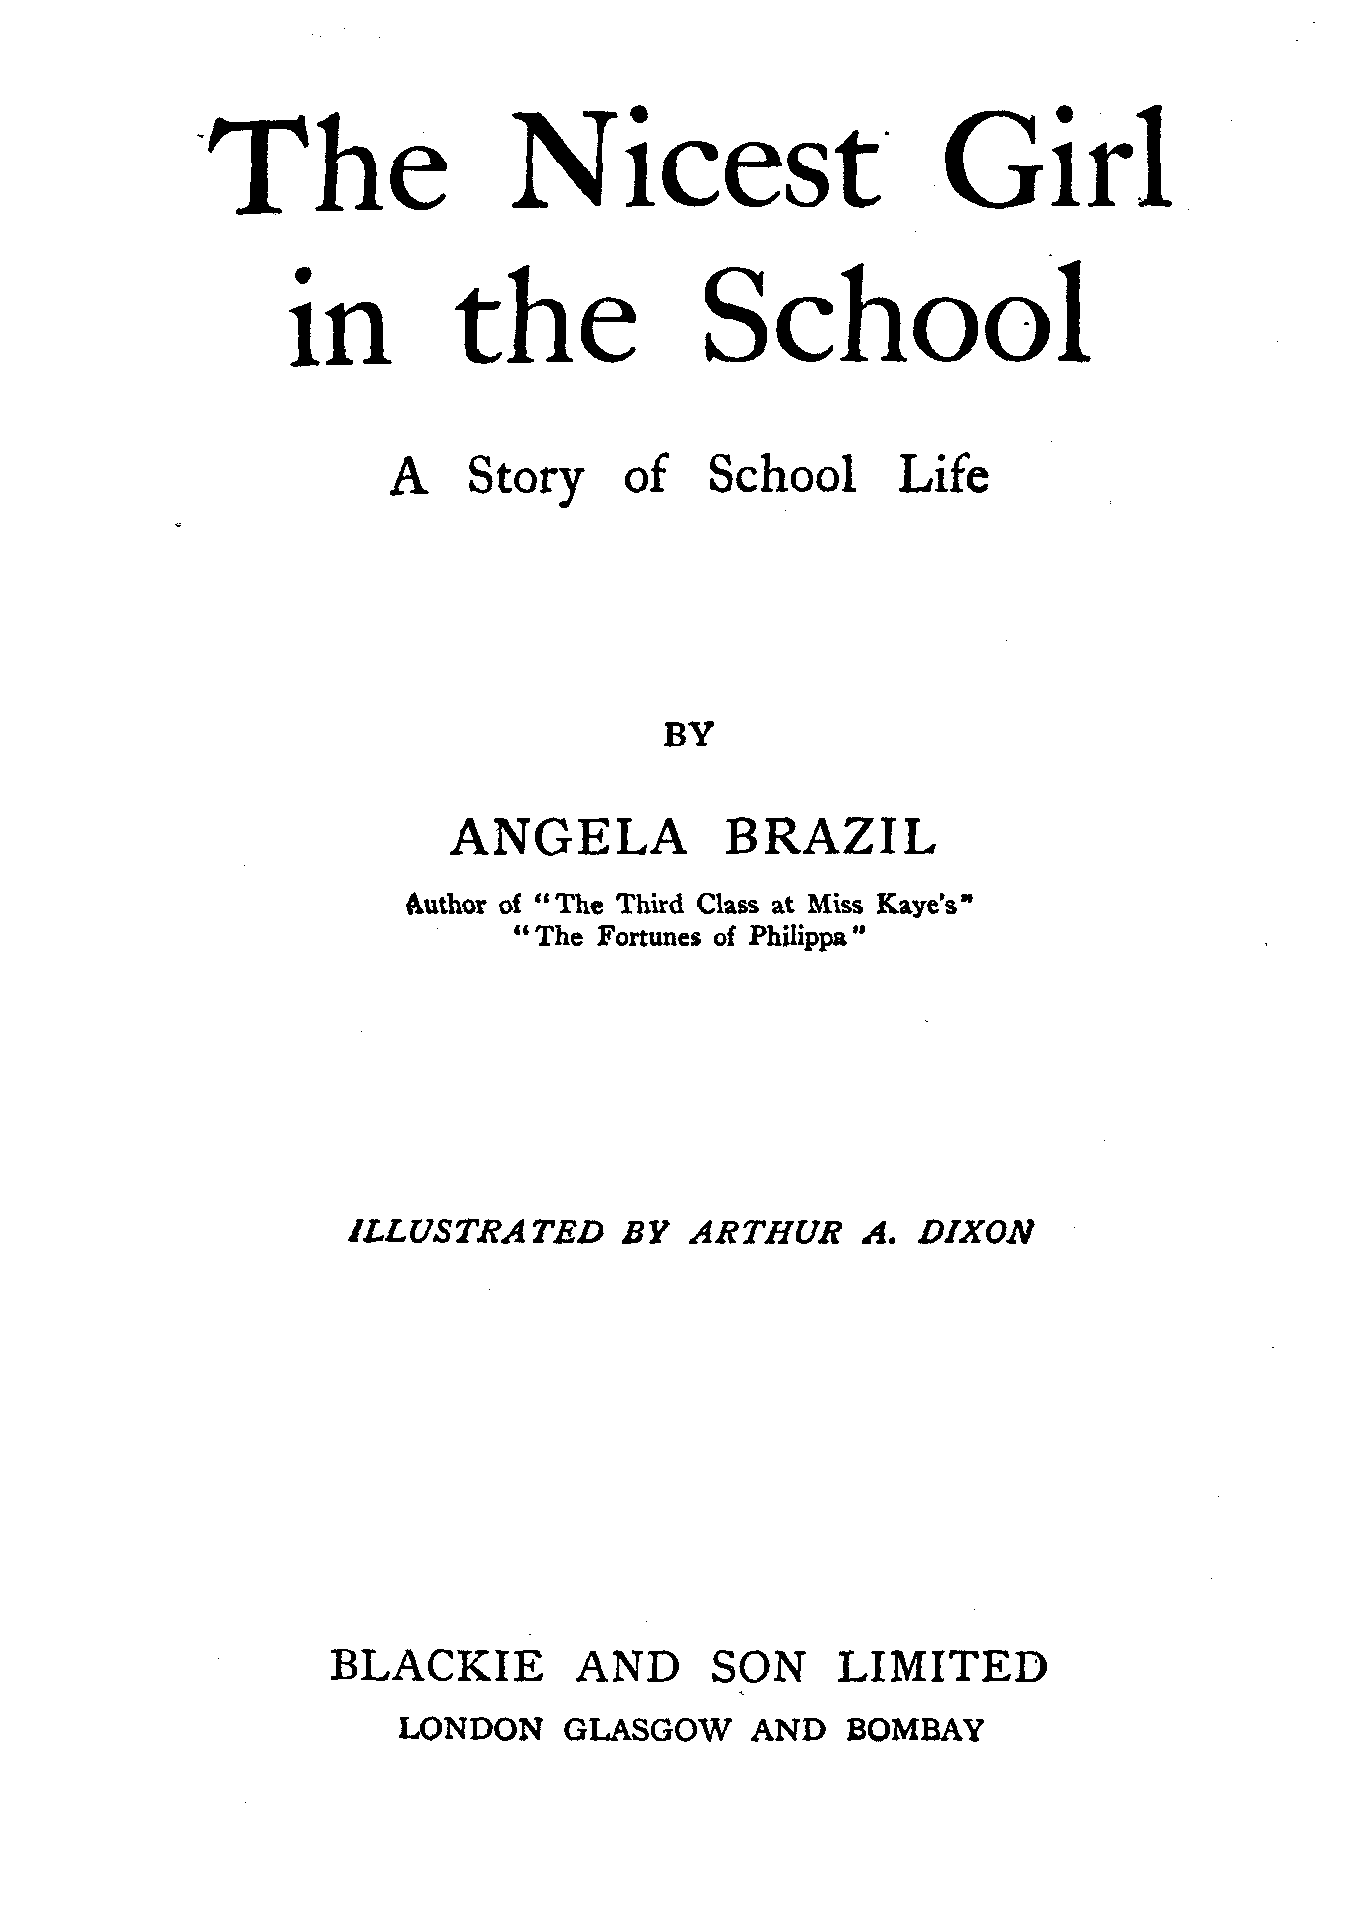 The Nicest Girl
in the School
A Story of School Life
BY
ANGELA BRAZIL
Author of "The Third Class at Miss Kaye's"
"The Fortunes of Philippa"
ILLUSTRATED BY ARTHUR A. DIXON
BLACKIE AND SON LIMITED
LONDON GLASGOW AND BOMBAY